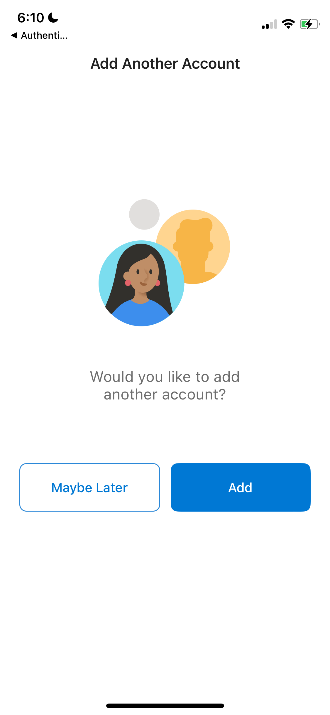 6:10
◀ Authenti...
Add Another Account
Would you like to add
another account?
Maybe Later
Add